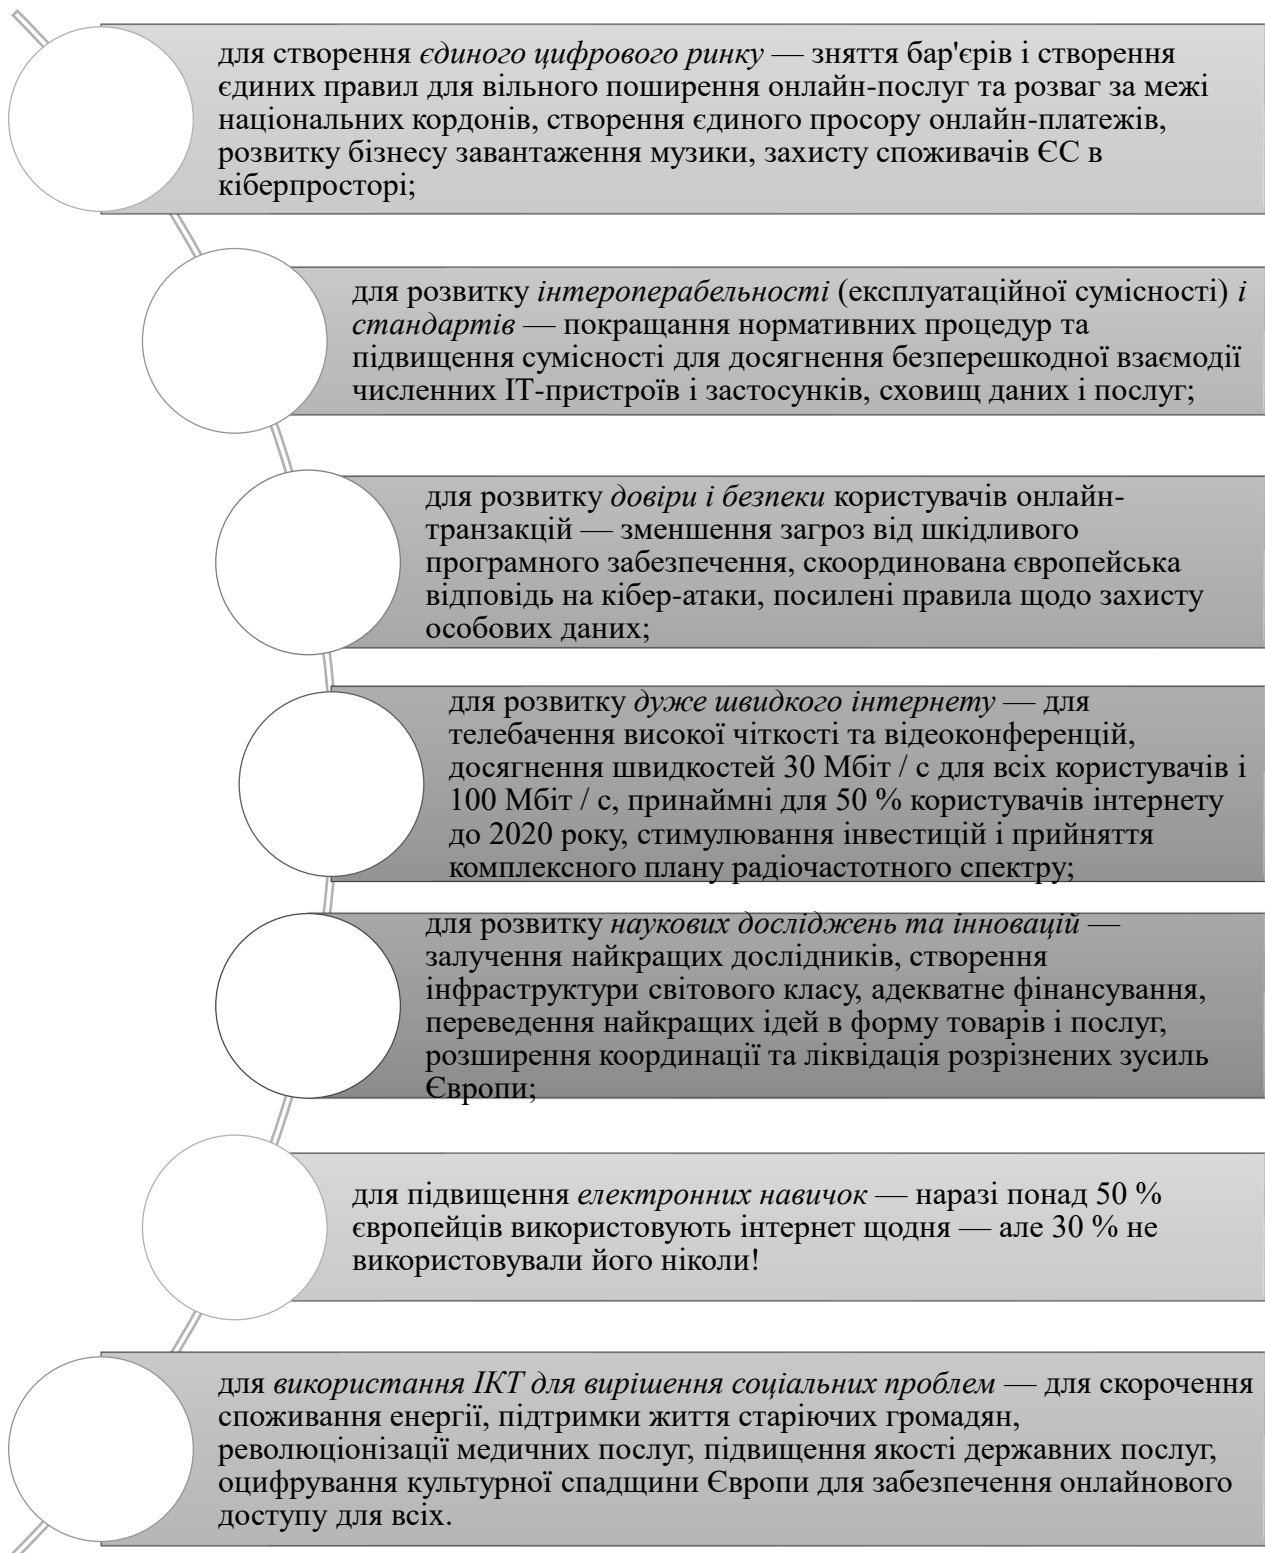 для створення єдиного цифрового ринку — зняття бар'єрів і створення
єдиних правил для вільного поширення онлайн-послуг та розваг за межі
національних кордонів, створення єдиного просору онлайн-платежів,
розвитку бізнесу завантаження музики, захисту споживачів ЄС в
кіберпросторі;
для розвитку інтероперабельності (експлуатаційної сумісності) і
стандартів — покращання нормативних процедур та
підвищення сумісності для досягнення безперешкодної взаємодії
численних ІТ-пристроїв і застосунків, сховищ даних і послуг;
для розвитку довіри і безпеки користувачів онлайн-
транзакцій — зменшення загроз від шкідливого
програмного забезпечення, скоординована європейська
відповідь на кібер-атаки, посилені правила щодо захисту
особових даних;
для розвитку дуже швидкого інтернету — для
телебачення високої чіткості та відеоконференцій,
досягнення швидкостей 30 Мбіт / с для всіх користувачів і
100 Мбіт / с, принаймні для 50 % користувачів інтернету
до 2020 року, стимулювання інвестицій і прийняття
комплексного плану радіочастотного спектру;
для розвитку наукових досліджень та інновацій —
залучення найкращих дослідників, створення
інфраструктури світового класу, адекватне фінансування,
переведення найкращих ідей в форму товарів і послуг,
розширення координації та ліквідація розрізнених зусиль
Європи;
для підвищення електронних навичок — наразі понад 50 %
європейців використовують інтернет щодня — але 30 % не
використовували його ніколи!
для використання ІКТ для вирішення соціальних проблем — для скорочення
споживання енергії, підтримки життя старіючих громадян,
революціонізації медичних послуг, підвищення якості державних послуг,
оцифрування культурної спадщини Європи для забезпечення онлайнового
доступу для всіх.